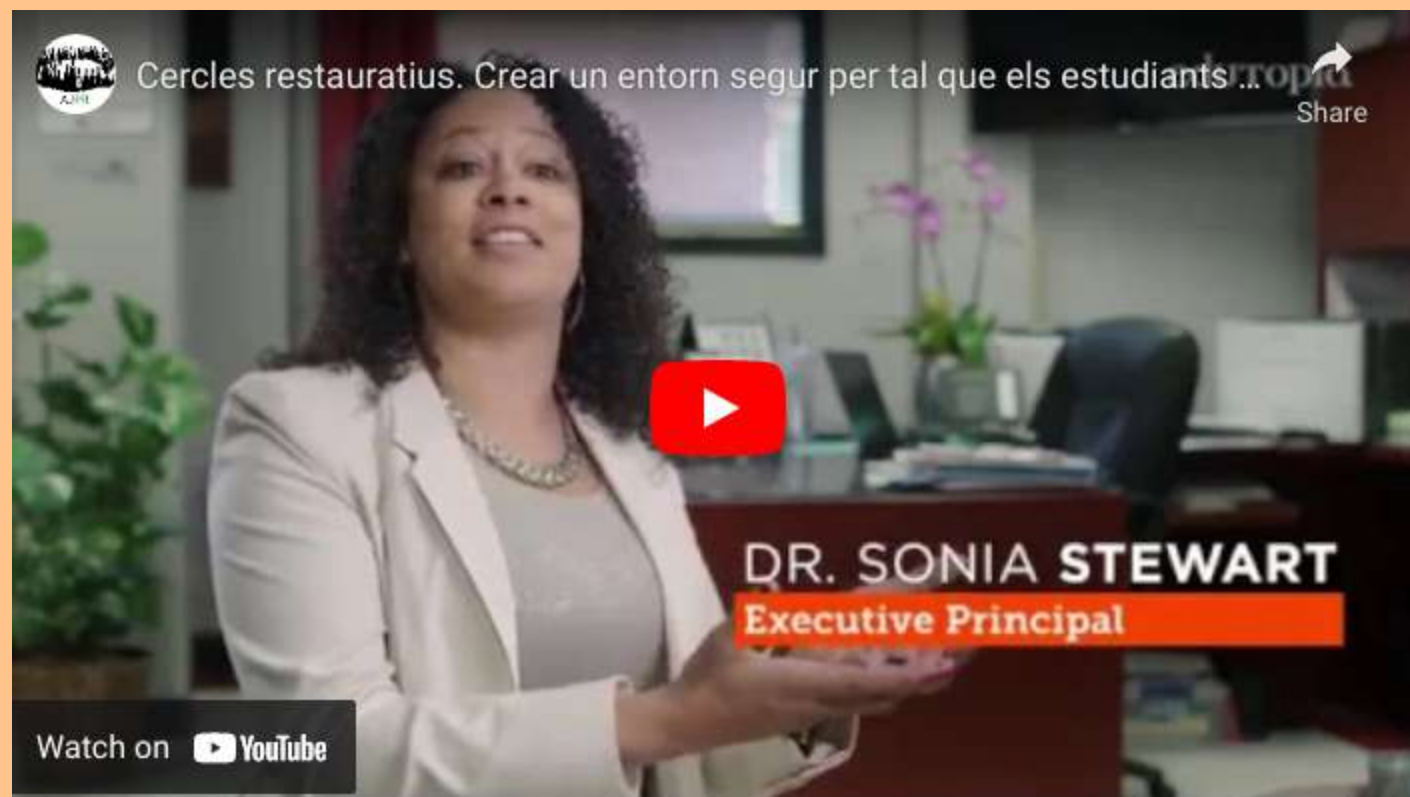 Cercles restauratius. Crear un entorn segur per tal que els estudiants ...
edutopia
Share
DR. SONIA STEWART
Executive Principal
Watch on YouTube